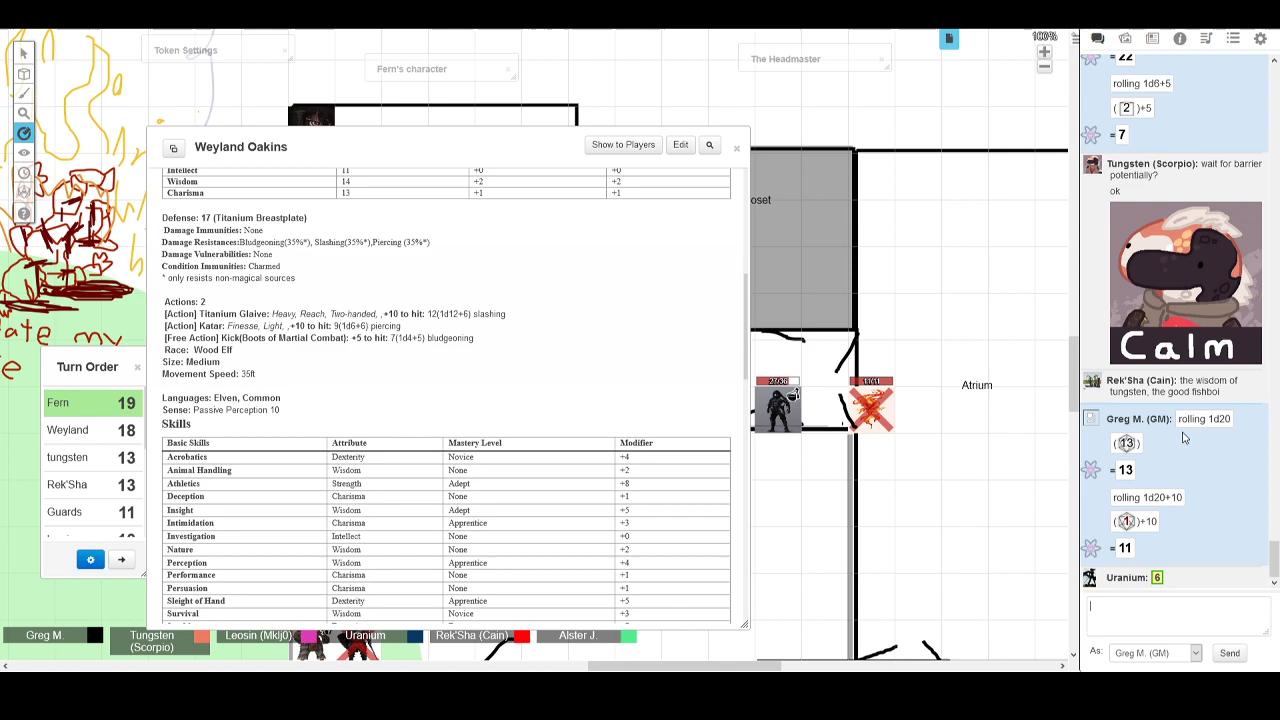 Token Settings
Fern's character
The Headmaster
100%
Weyland Oakins
Show to Players
Edit
Intellect 11 +0 +0
Wisdom 14 +2 +2
Charisma 13 +1 +1
Defense: 17 (Titanium Breastplate)
Damage Immunities: None
Damage Resistances:Bludgeoning(35%*), Slashing(35%*),Piercing (35%*)
Damage Vulnerabilities: None
Condition Immunities: Charmed
* only resists non-magical sources
Actions: 2
[Action] Titanium Glaive: Heavy, Reach, Two-handed, ,+10 to hit: 12(1d12+6) slashing
[Action] Katar: Finesse, Light, ,+10 to hit: 9(1d6+6) piercing
[Free Action] Kick(Boots of Martial Combat): +5 to hit: 7(1d4+5) bludgeoning
Race: Wood Elf
Size: Medium
Movement Speed: 35ft
Languages: Elven, Common
Sense: Passive Perception 10
Skills
Basic Skills Attribute Mastery Level Modifier
Acrobatics Dexterity Novice +4
Animal Handling Wisdom None +2
Athletics Strength Adept +8
Deception Charisma None +1
Insight Wisdom Adept +5
Intimidation Charisma Apprentice +3
Investigation Intellect None +0
Nature Wisdom None +2
Perception Wisdom Apprentice +4
Performance Charisma None +1
Persuasion Charisma None +1
Sleight of Hand Dexterity Apprentice +5
Survival Wisdom Novice +3
Turn Order
Fern 19
Weyland 18
tungsten 13
Rek'Sha 13
Guards 11
oset
Atrium
27/36
11/11
ate my
Greg M.
Tungsten (Scorpio)
Leosin (Mkij0)
Uranium
Rek'Sha (Cain)
Alster J.
= 22
rolling 1d6+5
(2)+5
= 7
Tungsten (Scorpio): wait for barrier
potentially?
ok
Calm
Rek'Sha (Cain): the wisdom of
tungsten, the good fishboi
Greg M. (GM): rolling 1d20
(13)
= 13
rolling 1d20+10
(1)+10
= 11
Uranium: 6
As: Greg M. (GM) Send